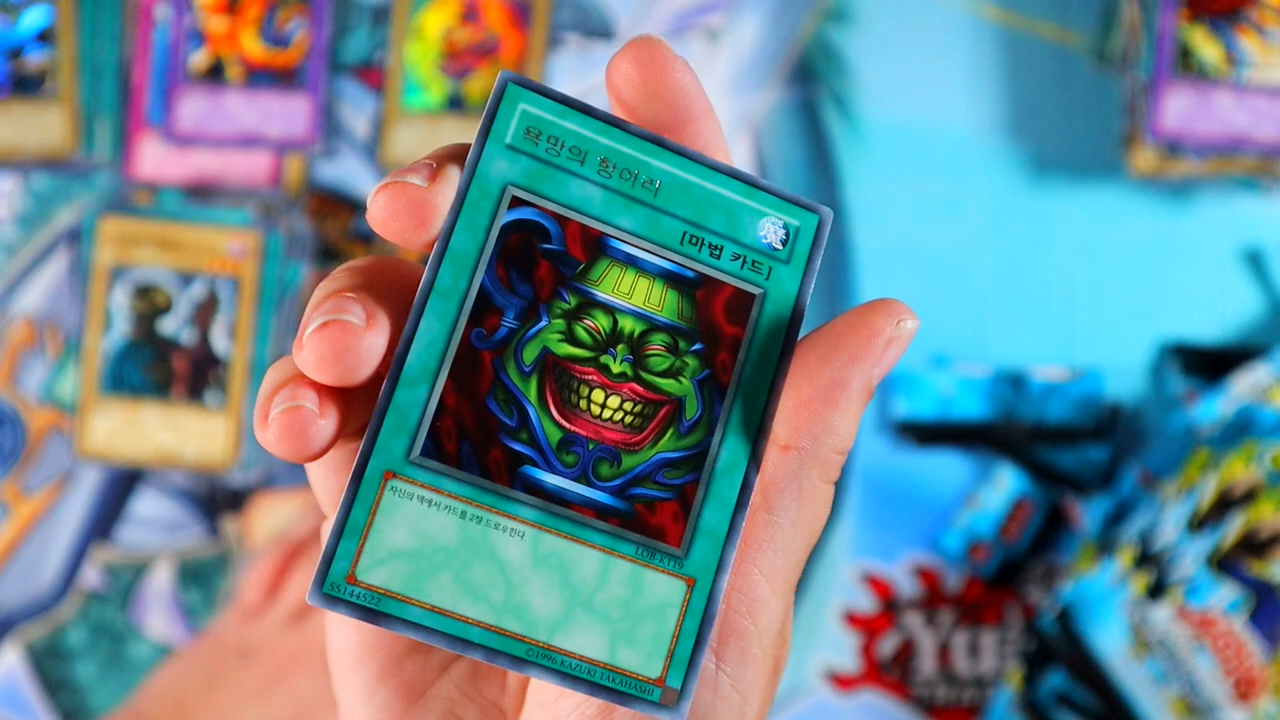 욕망의 항아리
[마법 카드]
LOB-K119
자신의 덱에서 카드를 2장 드로우한다.
55144522
©1996 KAZUKI TAKAHASHI
Yu